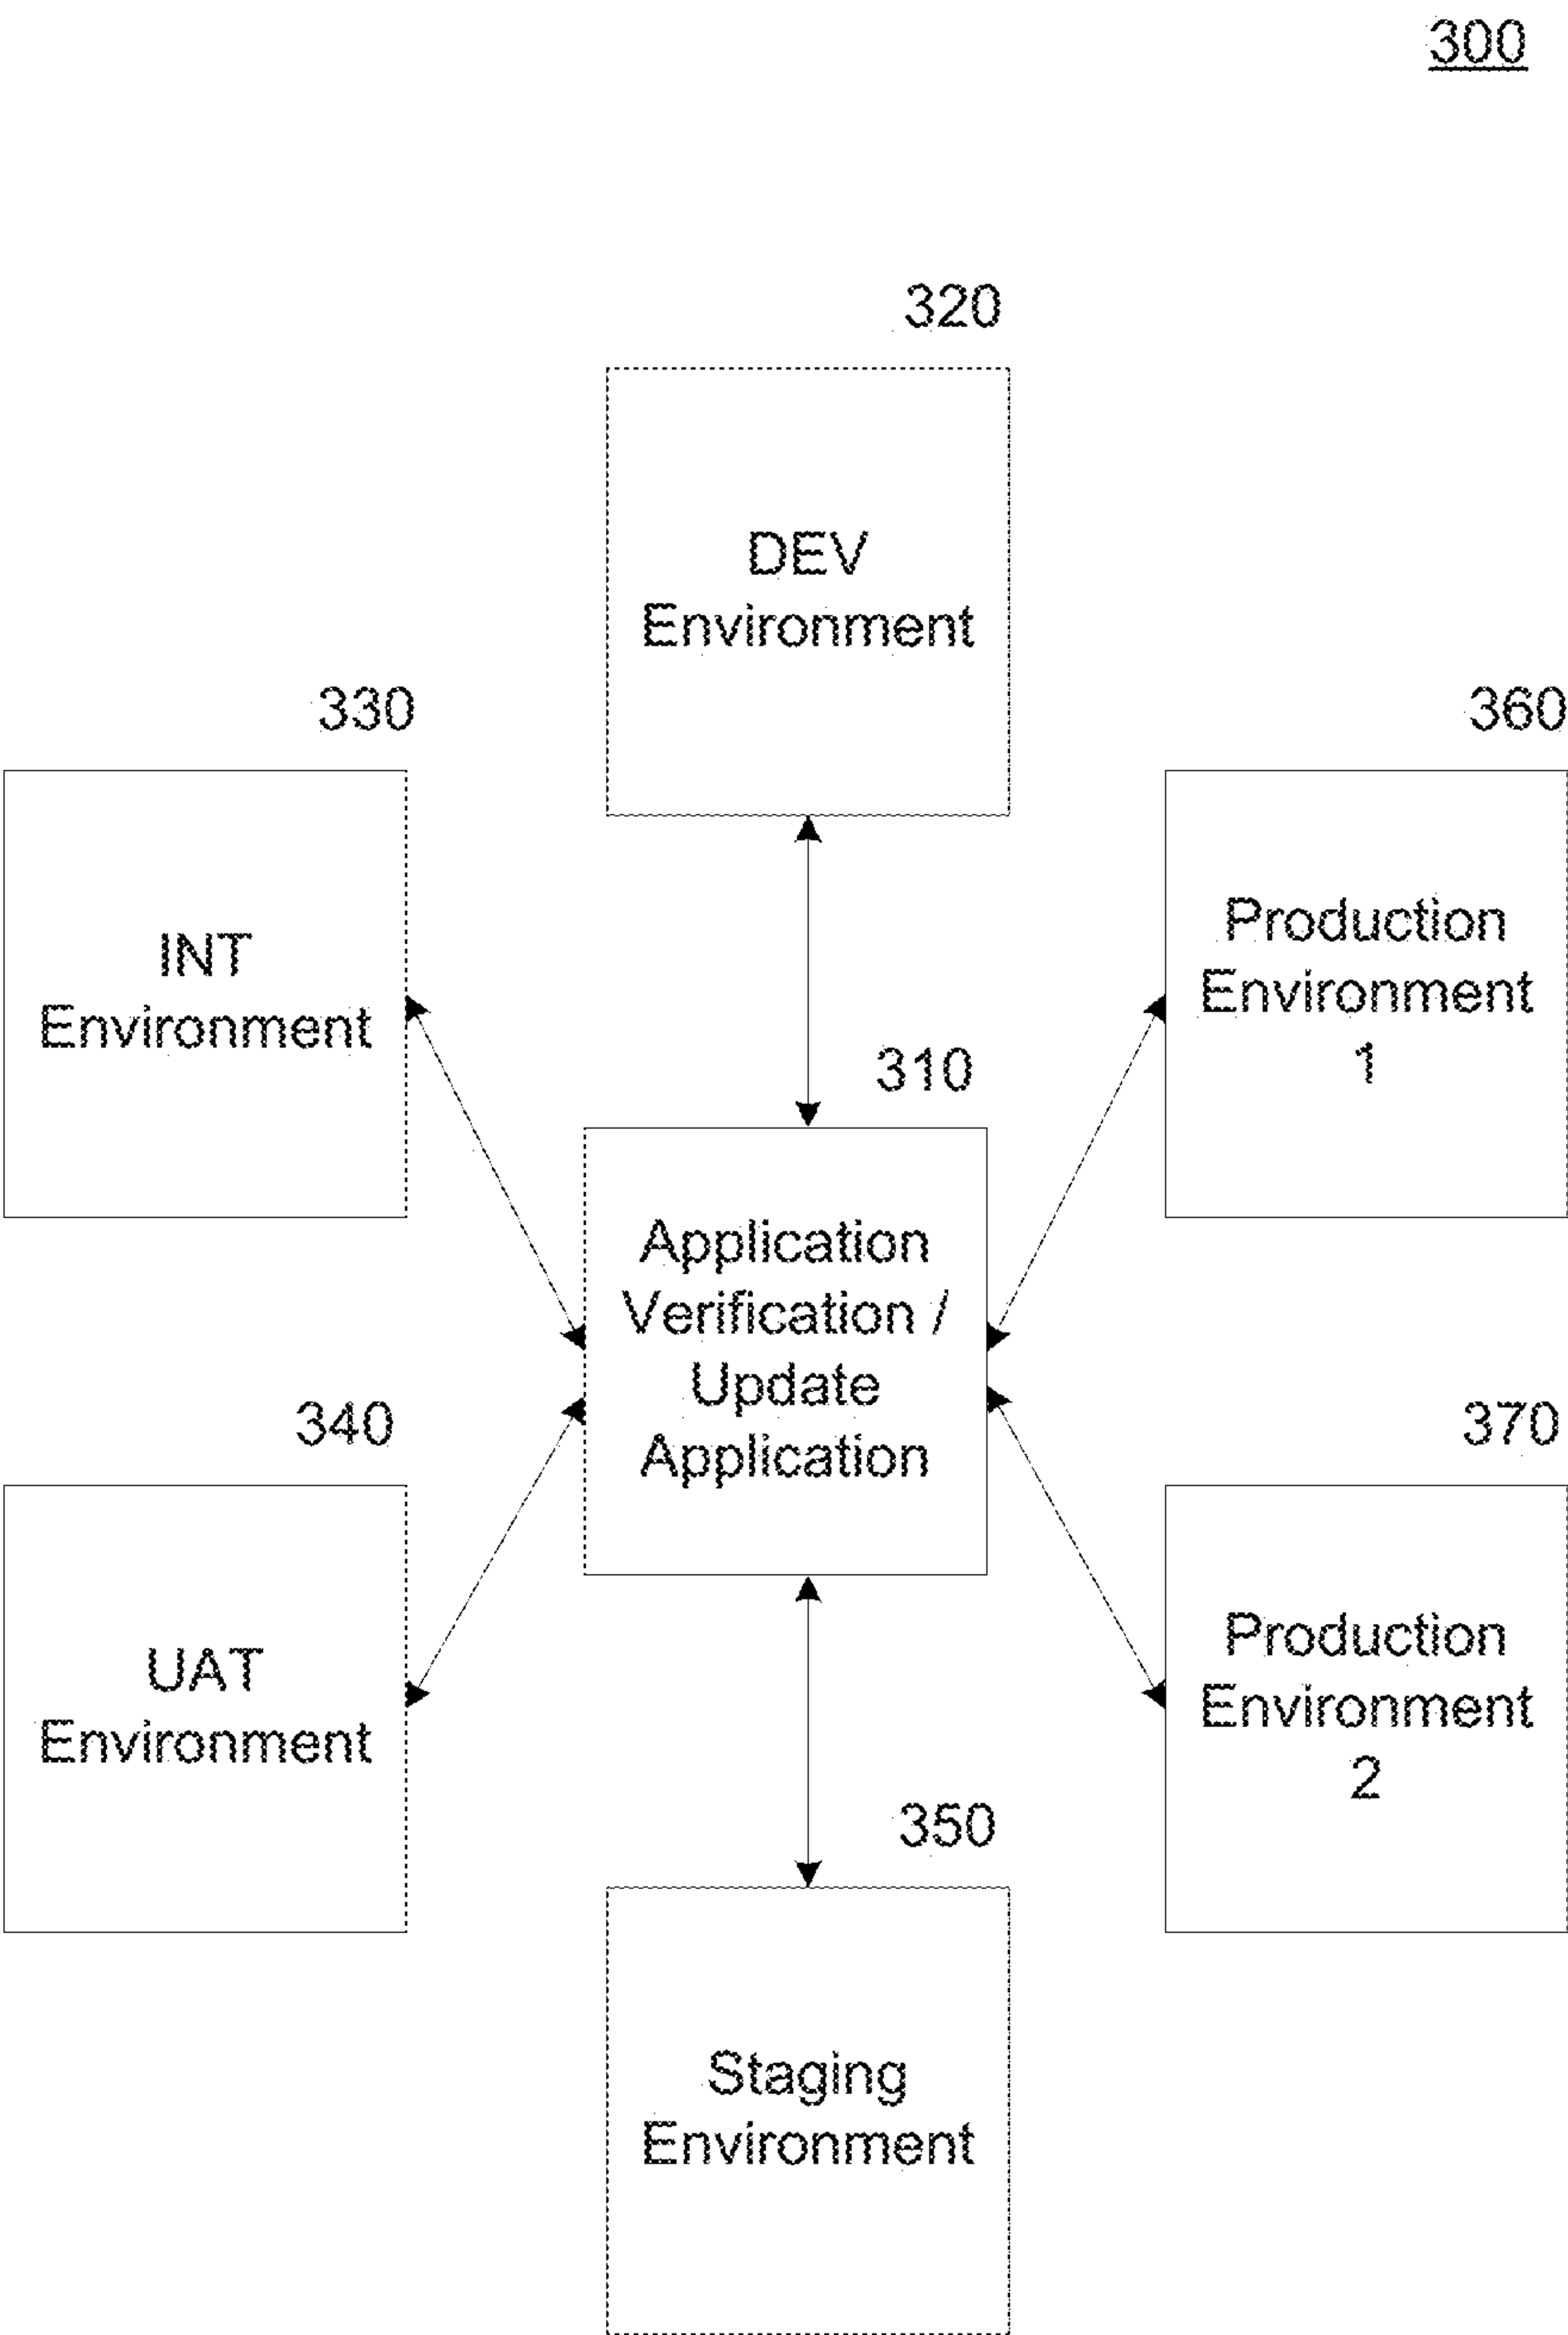 300
320
DEV
Environment
330
INT
Environment
360
Production
Environment
1
310
Application
Verification /
Update
Application
340
UAT
Environment
370
Production
Environment
2
350
Staging
Environment